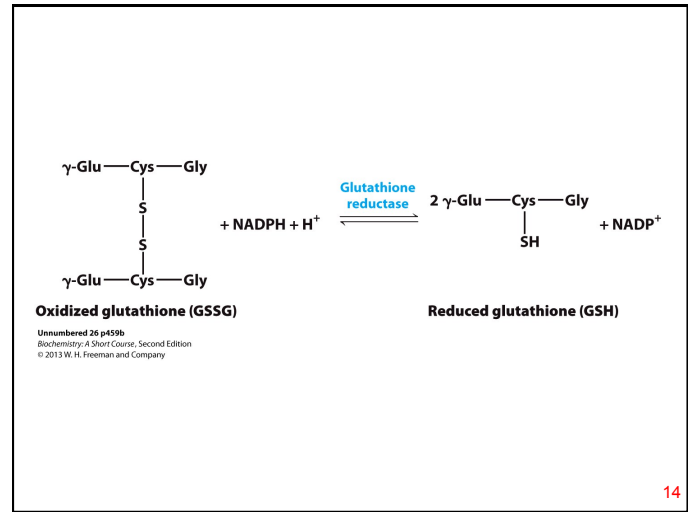 γ-Glu—Cys—Gly
S
S
γ-Glu—Cys—Gly
+ NADPH + H⁺
Glutathione
reductase
2 γ-Glu—Cys—Gly
SH
+ NADP⁺
Oxidized glutathione (GSSG)
Reduced glutathione (GSH)
Unnumbered 26 p459b
Biochemistry: A Short Course, Second Edition
© 2013 W. H. Freeman and Company
14